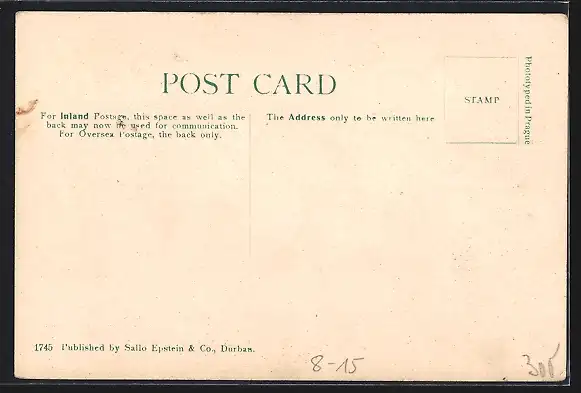 POST CARD
For Inland Postage, this space as well as the
back may now be used for communication.
For Oversea Postage, the back only.
The Address only to be written here
STAMP
Phototyped in Prague
1745 Published by Sallo Epstein & Co., Durban.
8-15